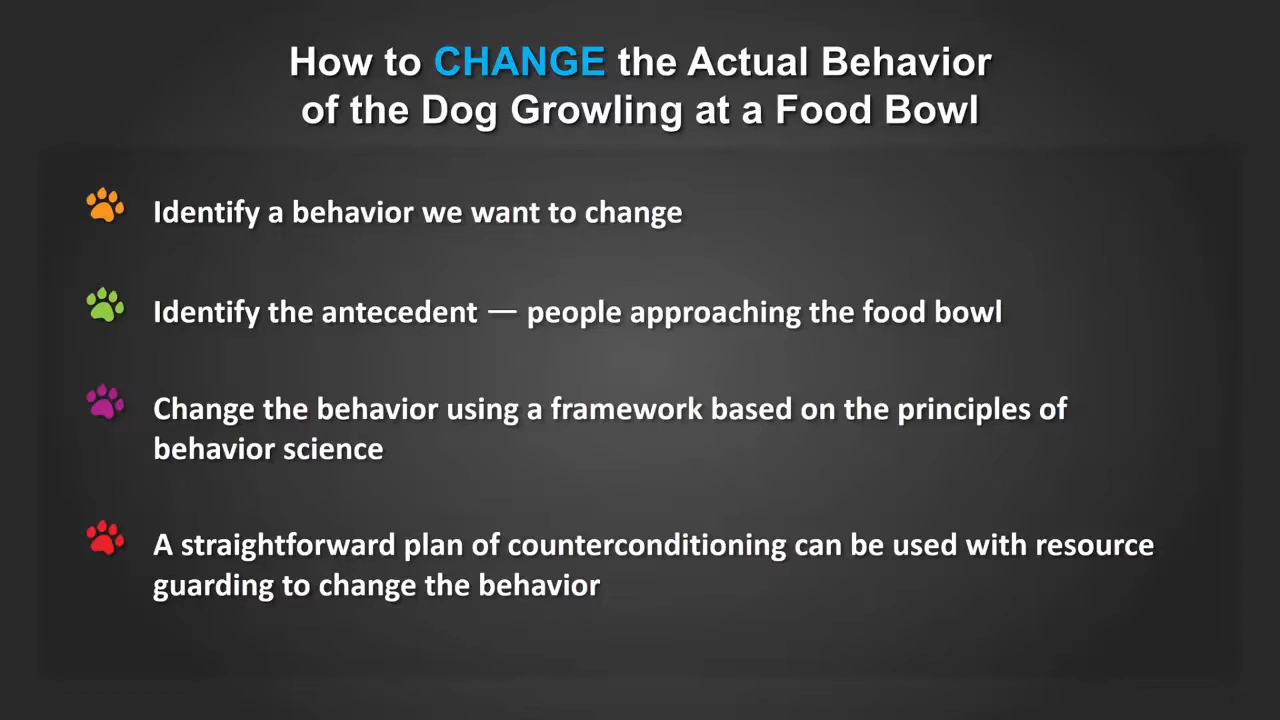 How to CHANGE the Actual Behavior
of the Dog Growling at a Food Bowl
Identify a behavior we want to change
Identify the antecedent — people approaching the food bowl
Change the behavior using a framework based on the principles of
behavior science
A straightforward plan of counterconditioning can be used with resource
guarding to change the behavior